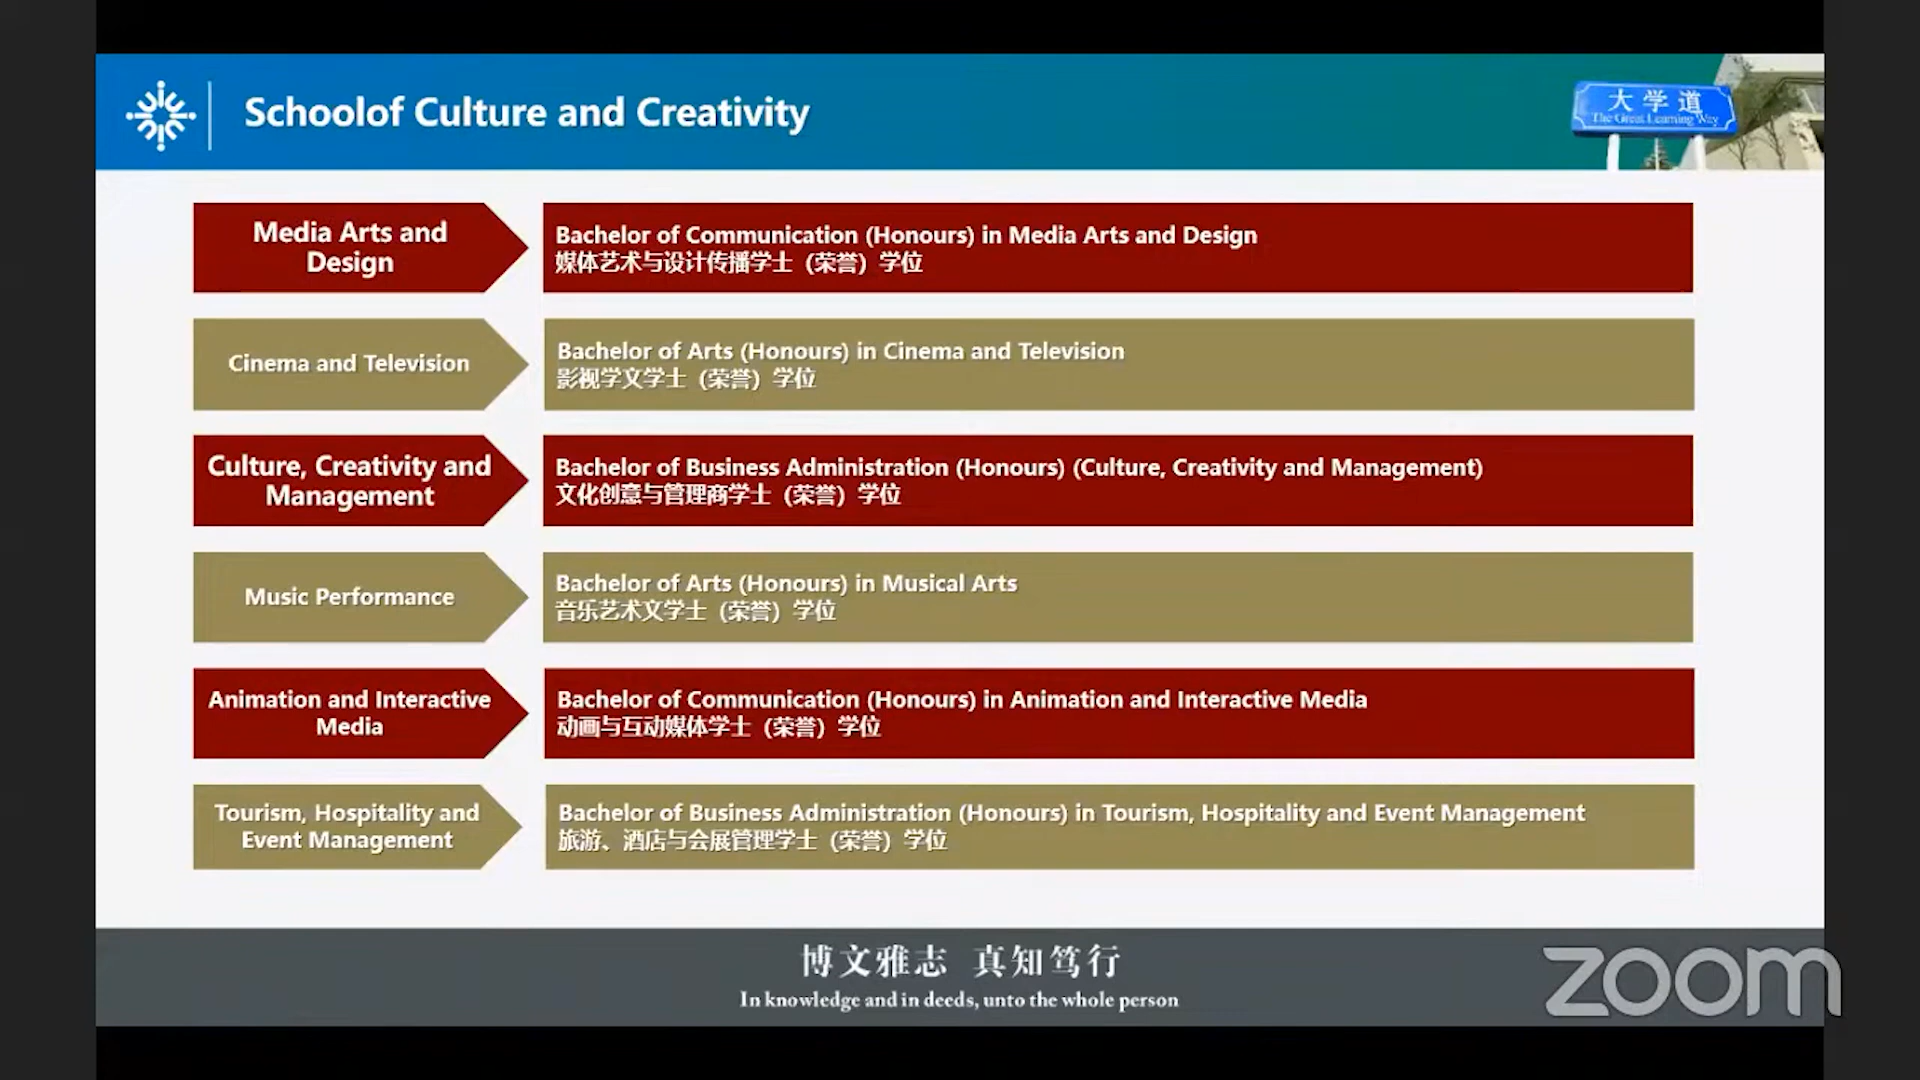 Schoolof Culture and Creativity
大学道
The Great Learning Way
Media Arts and
Design
Bachelor of Communication (Honours) in Media Arts and Design
媒体艺术与设计传播学士（荣誉）学位
Cinema and Television
Bachelor of Arts (Honours) in Cinema and Television
影视学文学士（荣誉）学位
Culture, Creativity and
Management
Bachelor of Business Administration (Honours) (Culture, Creativity and Management)
文化创意与管理商学士（荣誉）学位
Music Performance
Bachelor of Arts (Honours) in Musical Arts
音乐艺术文学士（荣誉）学位
Animation and Interactive
Media
Bachelor of Communication (Honours) in Animation and Interactive Media
动画与互动媒体学士（荣誉）学位
Tourism, Hospitality and
Event Management
Bachelor of Business Administration (Honours) in Tourism, Hospitality and Event Management
旅游、酒店与会展管理学士（荣誉）学位
博文雅志 真知笃行
In knowledge and in deeds, unto the whole person
zoom